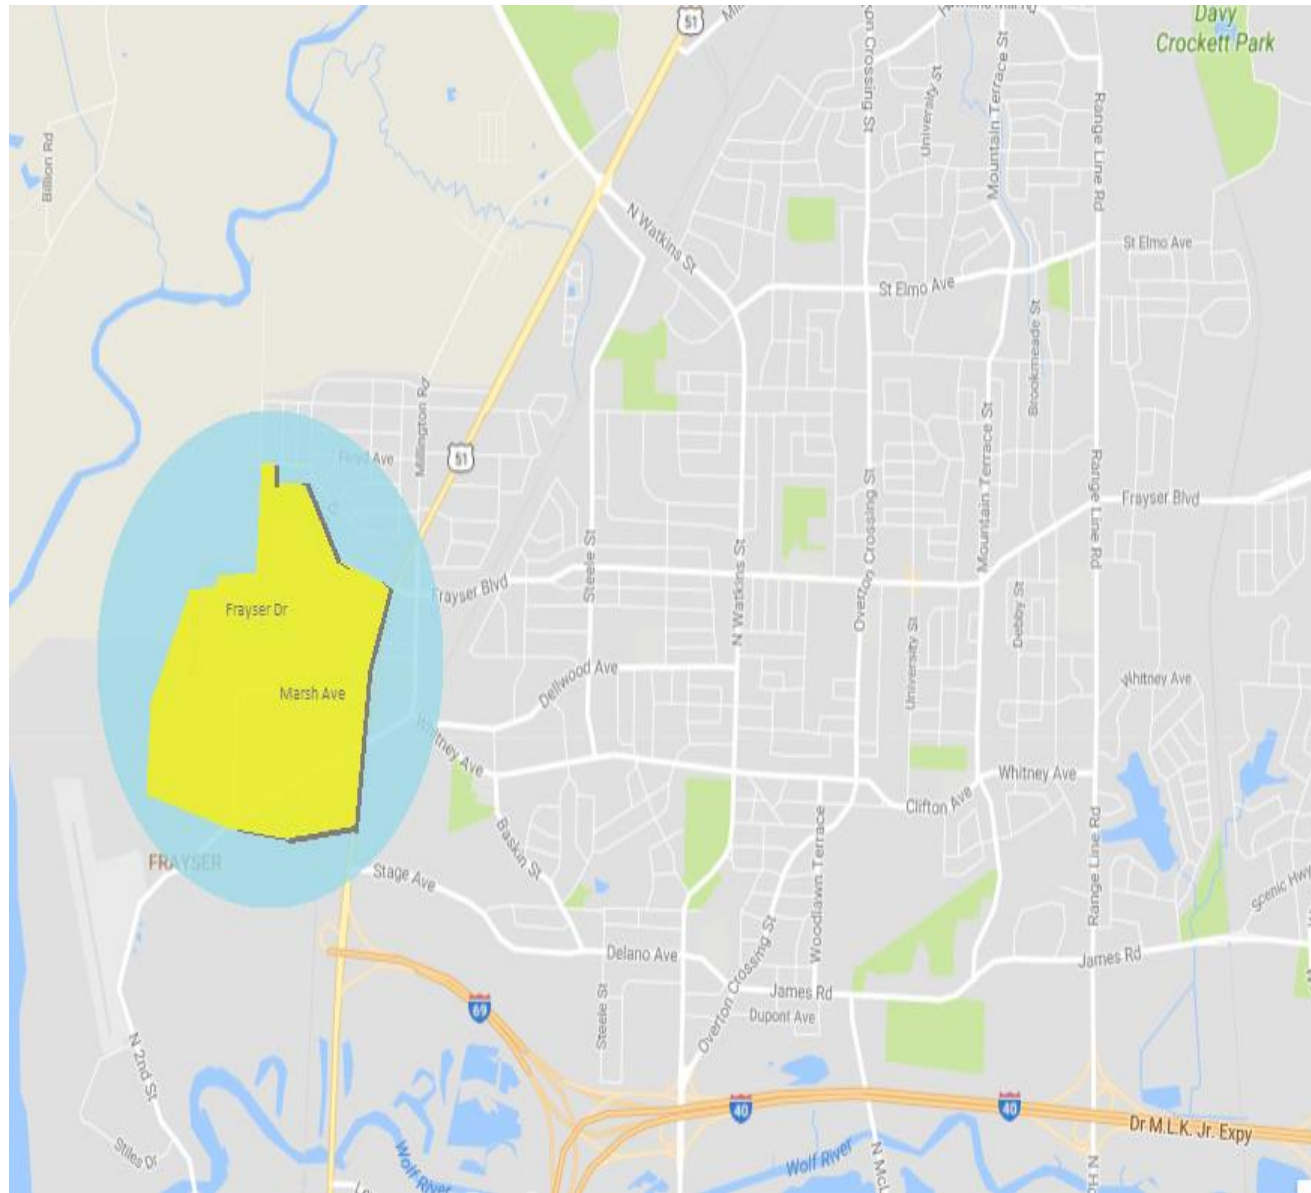 51
Davy
Crockett Park
Billion Rd
University St
Mountain Terrace St
Range Line Rd
N Watkins St
St Elmo Ave
St Elmo Ave
Brookmeade St
Millington Rd
51
Overton Crossing St
Mountain Terrace St
Range Line Rd
Frayser Blvd
Steele St
N Watkins St
Frayser Blvd
Frayser Dr
Debby St
University St
Dellwood Ave
Marsh Ave
Whitney Ave
Whitney Ave
Whitney Ave
Clifton Ave
Baskin St
Woodlawn Terrace
Range Line Rd
FRAYSER
Stage Ave
Scenic Hwy
Delano Ave
Overton Crossing St
James Rd
James Rd
Dupont Ave
Steele St
69
N 2nd St
40
40
Dr M.L.K. Jr. Expy
Stiles Dr
Wolf River
Wolf River